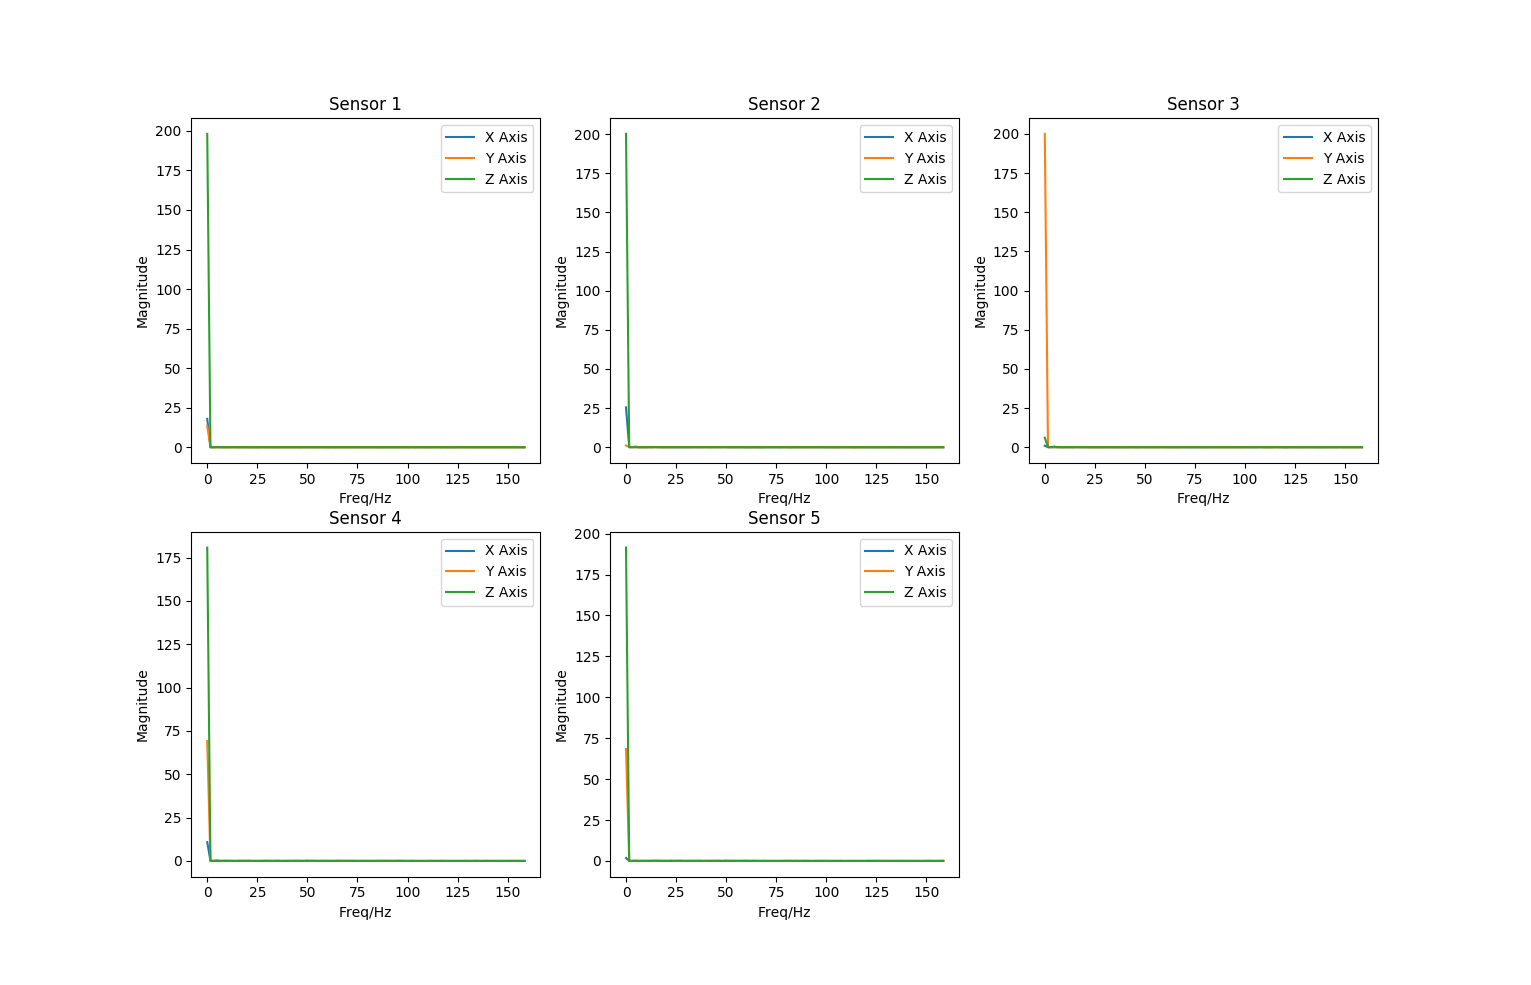 Sensor 1
200
175
150
125
100
75
50
25
0
Magnitude
0 25 50 75 100 125 150
Freq/Hz
X Axis
Y Axis
Z Axis
Sensor 2
200
175
150
125
100
75
50
25
0
Magnitude
0 25 50 75 100 125 150
Freq/Hz
X Axis
Y Axis
Z Axis
Sensor 3
200
175
150
125
100
75
50
25
0
Magnitude
0 25 50 75 100 125 150
Freq/Hz
X Axis
Y Axis
Z Axis
Sensor 4
175
150
125
100
75
50
25
0
Magnitude
0 25 50 75 100 125 150
Freq/Hz
X Axis
Y Axis
Z Axis
Sensor 5
200
175
150
125
100
75
50
25
0
Magnitude
0 25 50 75 100 125 150
Freq/Hz
X Axis
Y Axis
Z Axis